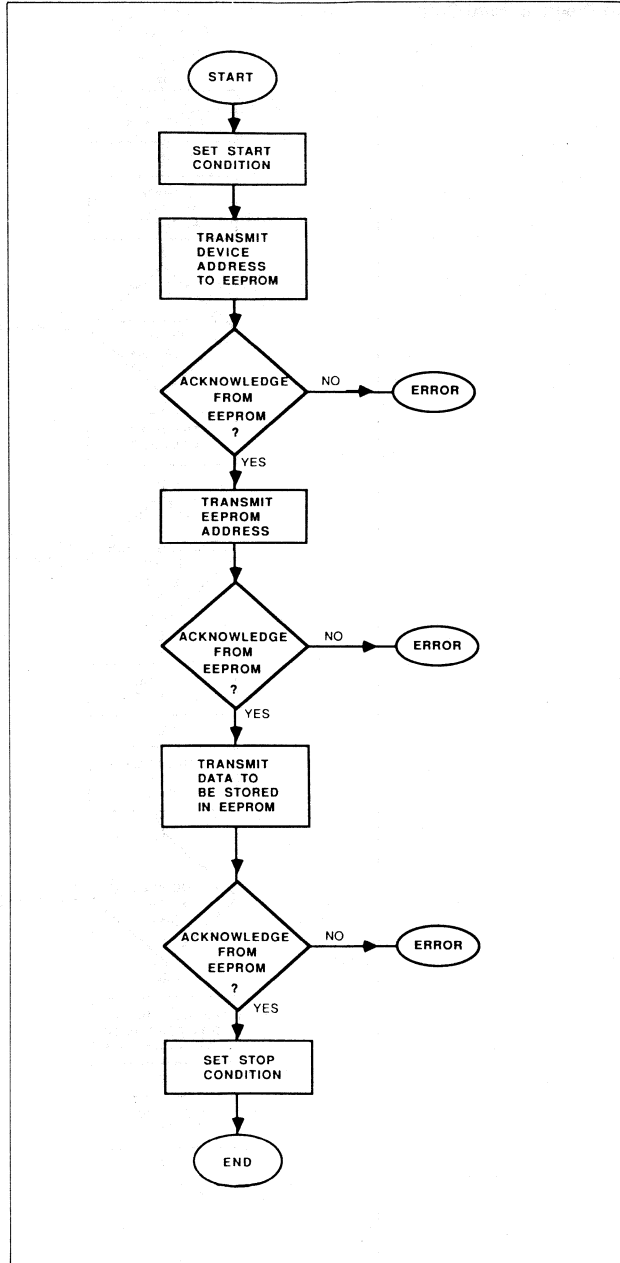 START
SET START
CONDITION
TRANSMIT
DEVICE
ADDRESS
TO EEPROM
ACKNOWLEDGE
FROM
EEPROM
?
NO
ERROR
YES
TRANSMIT
EEPROM
ADDRESS
ACKNOWLEDGE
FROM
EEPROM
?
NO
ERROR
YES
TRANSMIT
DATA TO
BE STORED
IN EEPROM
ACKNOWLEDGE
FROM
EEPROM
?
NO
ERROR
YES
SET STOP
CONDITION
END